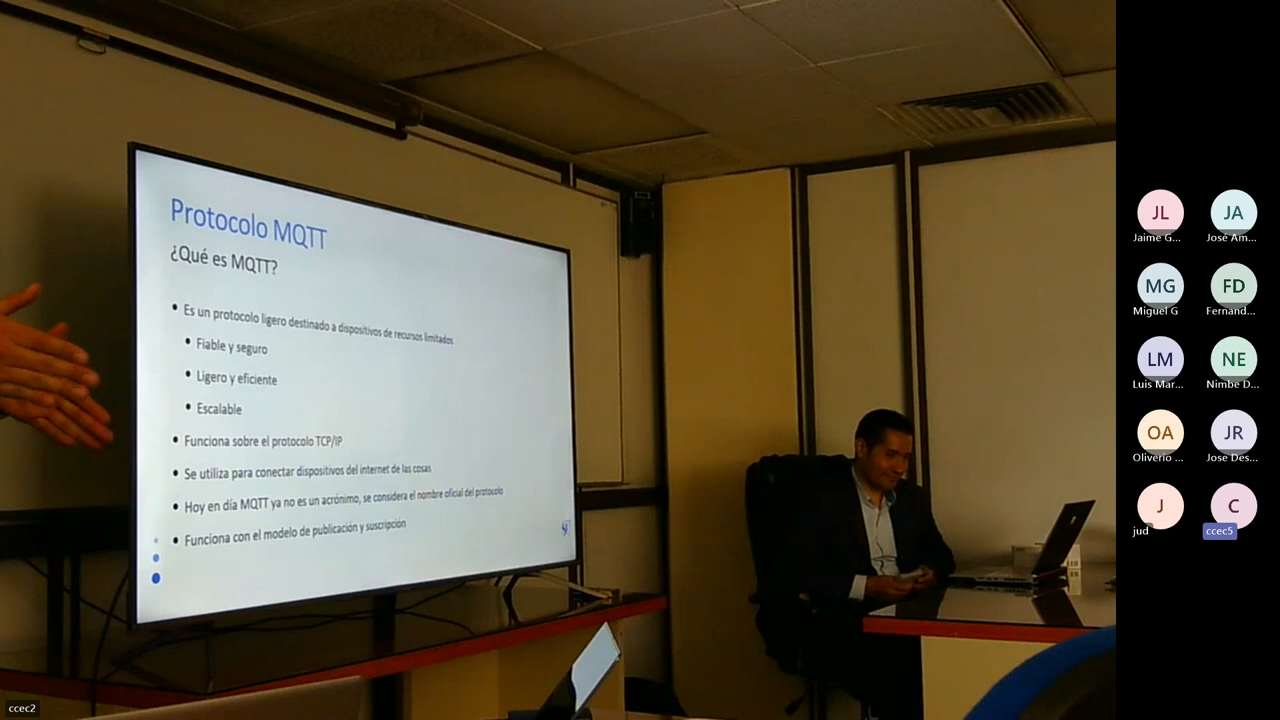 Protocolo MQTT
¿Qué es MQTT?
Es un protocolo ligero destinado a dispositivos de recursos limitados
Fiable y seguro
Ligero y eficiente
Escalable
Funciona sobre el protocolo TCP/IP
Se utiliza para conectar dispositivos del internet de las cosas
Hoy en día MQTT ya no es un acrónimo, se considera el nombre oficial del protocolo
Funciona con el modelo de publicación y suscripción
ccec2
JL
JA
Jaime G...
José Am...
MG
FD
Miguel G
Fernand...
LM
NE
Luis Mar...
Nimbe D...
OA
JR
Oliverio ...
Jose Des...
J
C
jud
ccec5